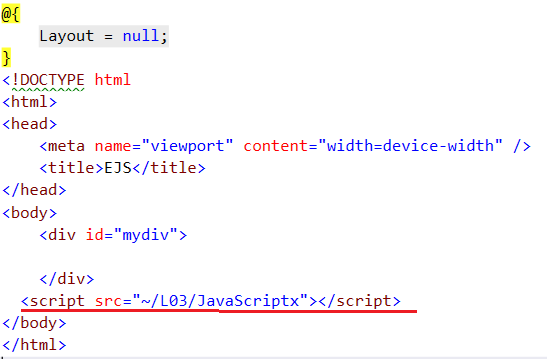 @{
    Layout = null;
}
<!DOCTYPE html
<html>
<head>
    <meta name="viewport" content="width=device-width" />
    <title>EJS</title>
</head>
<body>
    <div id="mydiv">

    </div>
  <script src="~/L03/JavaScriptx"></script>
</body>
</html>